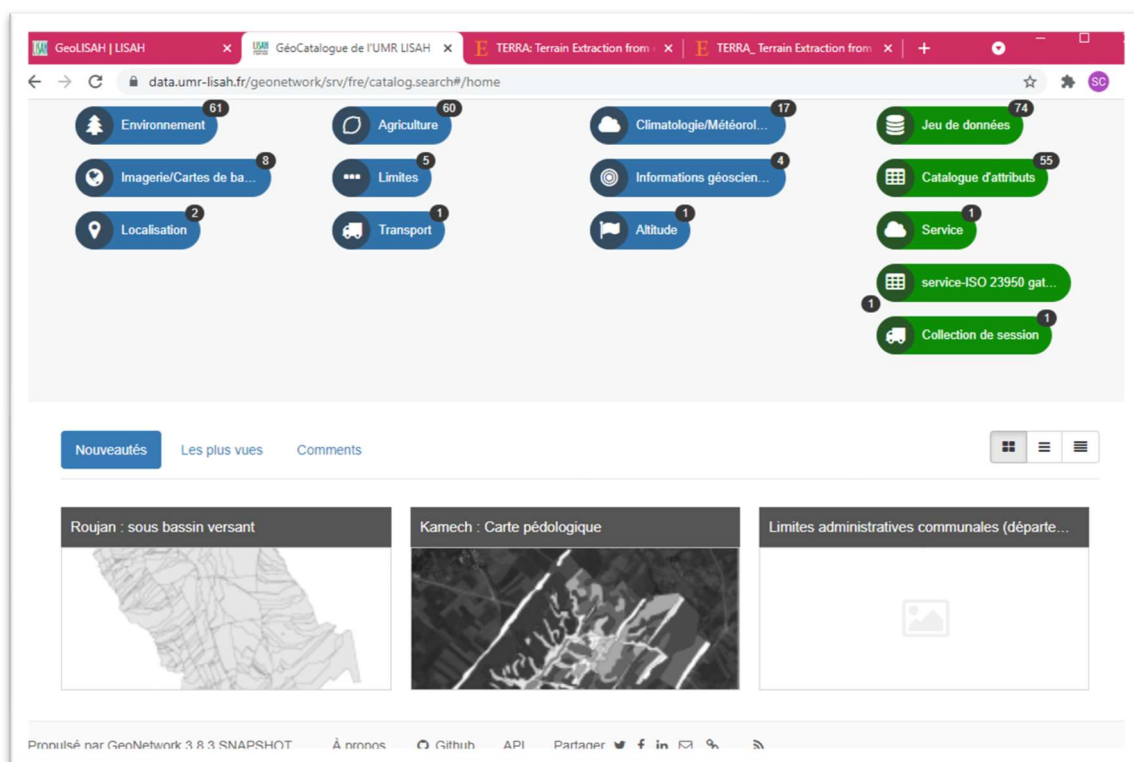 GeoLISAH | LISAH
GéoCatalogue de l'UMR LISAH
TERRA: Terrain Extraction from
TERRA_ Terrain Extraction from
data.umr-lisah.fr/geonetwork/srv/fre/catalog.search#/home
SC
Environnement 61
Agriculture 60
Climatologie/Météorol... 17
Jeu de données 74
Imagerie/Cartes de ba... 8
Limites 5
Informations géoscien... 4
Catalogue d'attributs 55
Localisation 2
Transport 1
Altitude 1
Service 1
service-ISO 23950 gat...
1
Collection de session 1
Nouveautés Les plus vues Comments
Roujan : sous bassin versant
Kamech : Carte pédologique
Limites administratives communales (départe...
Propulsé par GeoNetwork 3.8.3 SNAPSHOT À propos Github API Partager